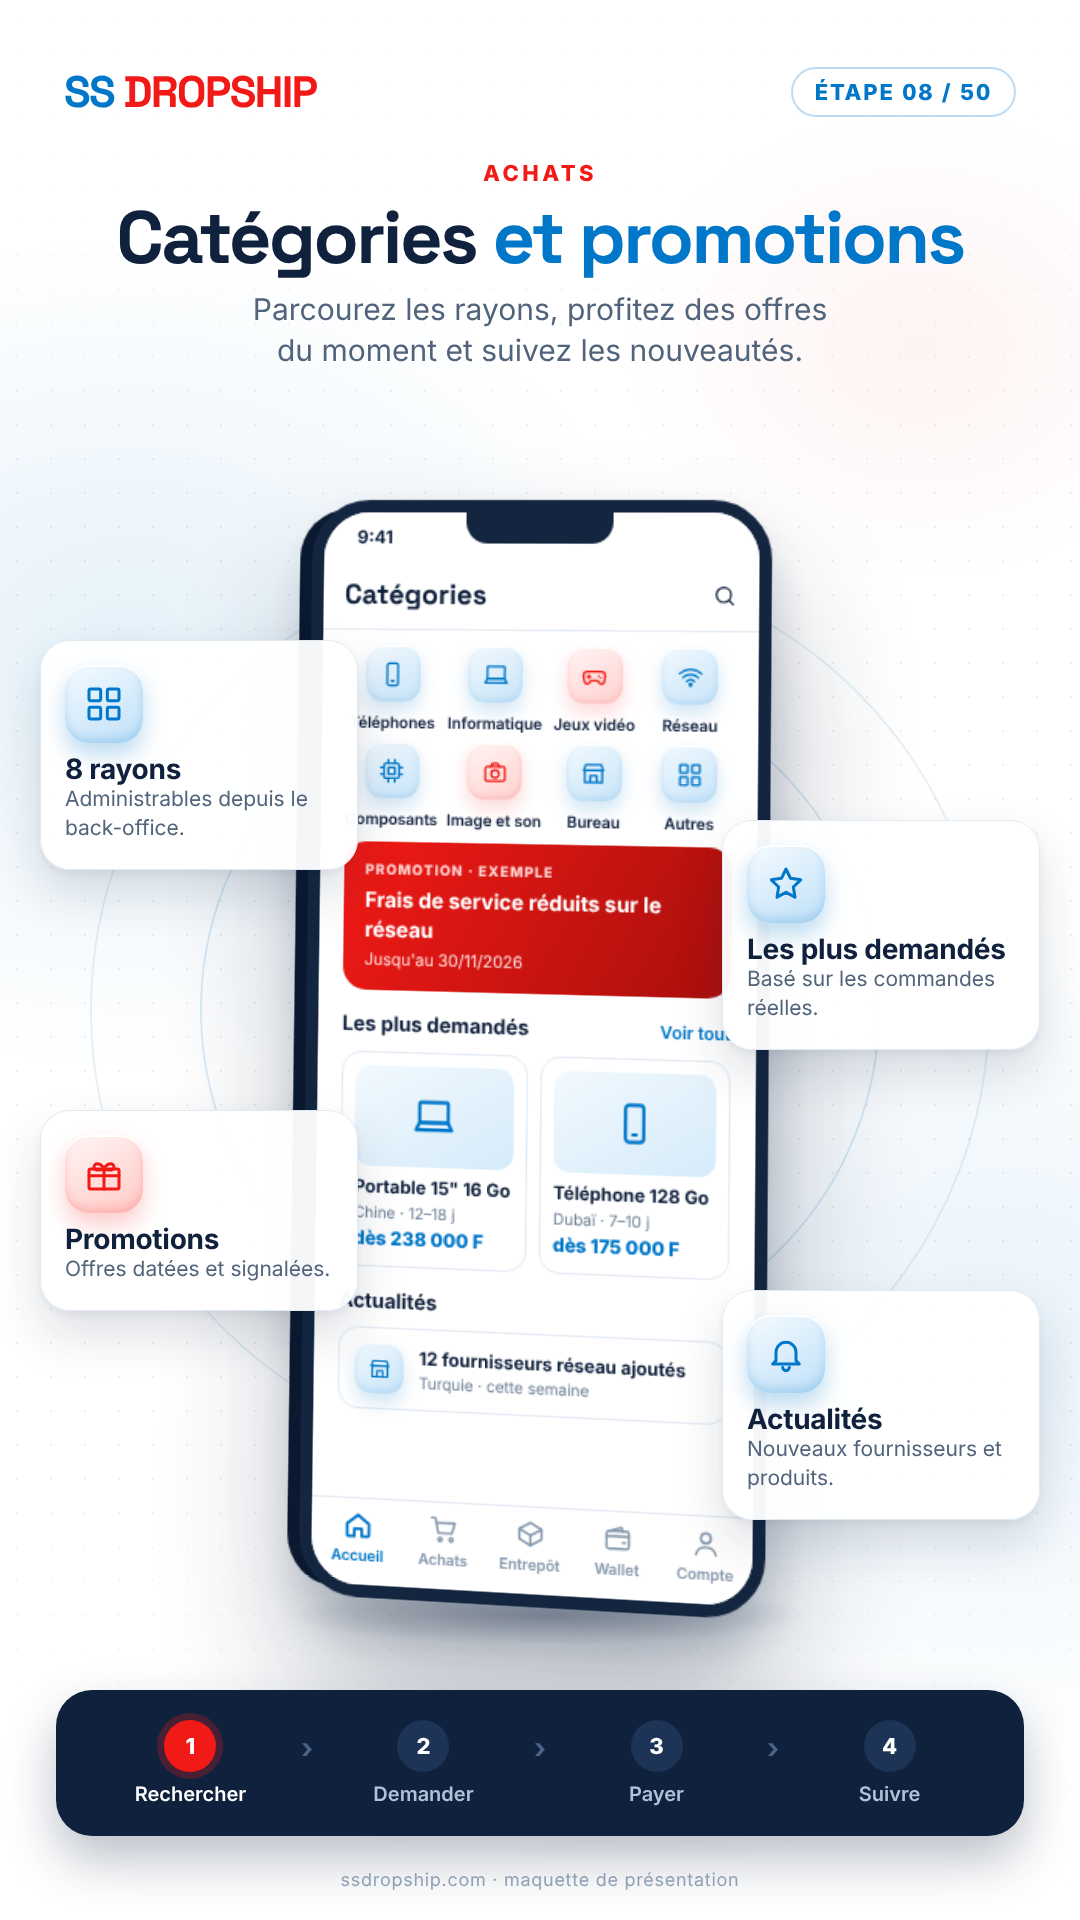 SS DROPSHIP
ÉTAPE 08 / 50
ACHATS
Catégories et promotions
Parcourez les rayons, profitez des offres
du moment et suivez les nouveautés.
9:41
Catégories
éléphones Informatique Jeux vidéo Réseau
omposants Image et son Bureau Autres
8 rayons
Administrables depuis le
back-office.
PROMOTION · EXEMPLE
Frais de service réduits sur le
réseau
Jusqu'au 30/11/2026
Les plus demandés
Basé sur les commandes
réelles.
Les plus demandés Voir tout
Portable 15" 16 Go
Chine · 12–18 j
dès 238 000 F
Téléphone 128 Go
Dubaï · 7–10 j
dès 175 000 F
Promotions
Offres datées et signalées.
Actualités
12 fournisseurs réseau ajoutés
Turquie · cette semaine
Actualités
Nouveaux fournisseurs et
produits.
Accueil Achats Entrepôt Wallet Compte
1 › 2 › 3 › 4
Rechercher Demander Payer Suivre
ssdropship.com · maquette de présentation